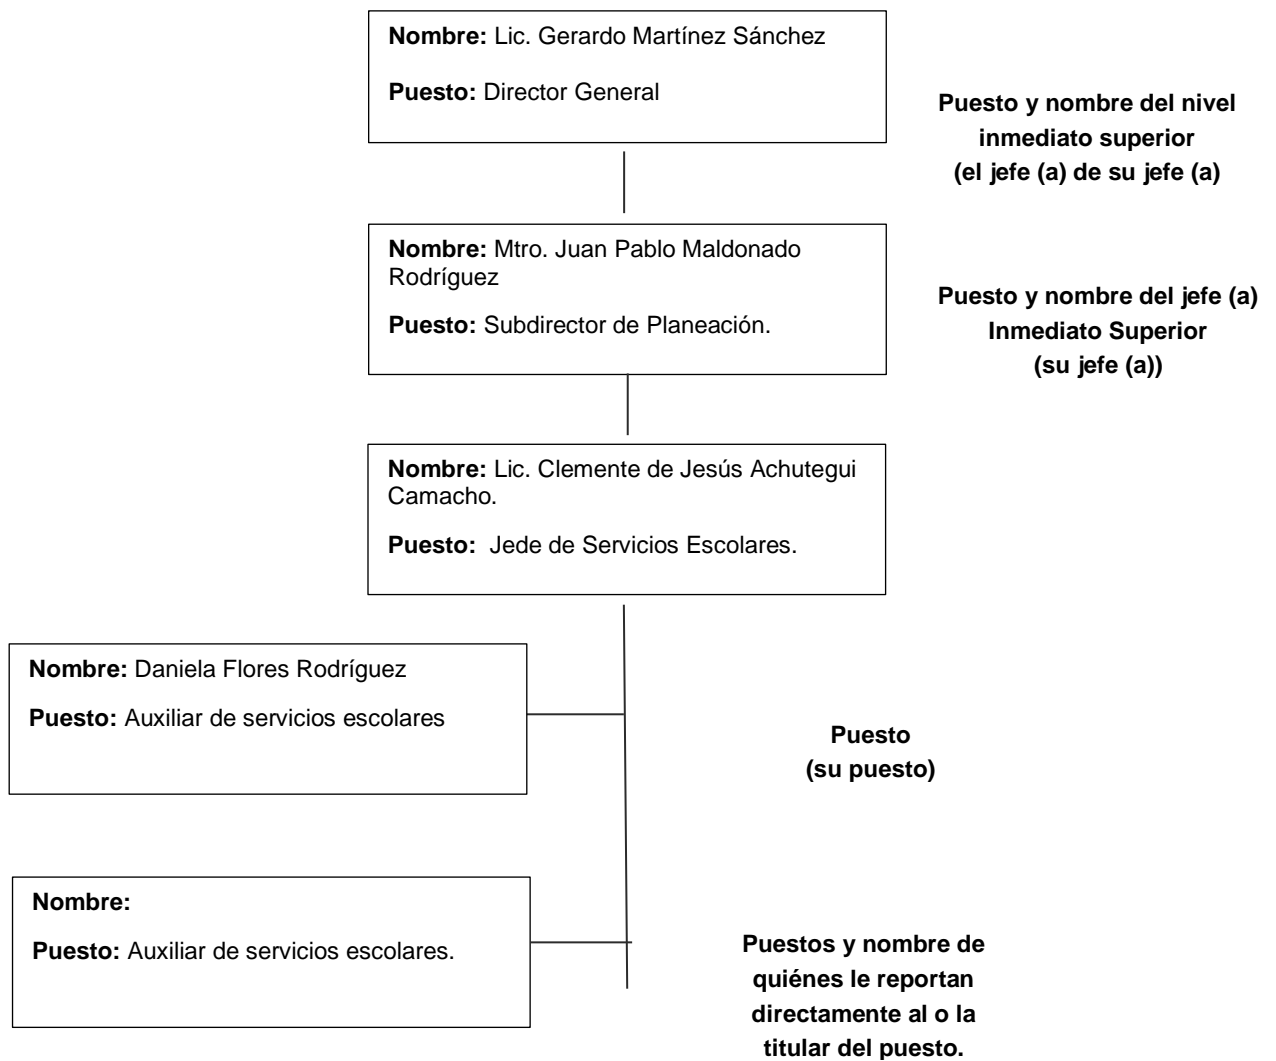 Nombre: Lic. Gerardo Martínez Sánchez
Puesto: Director General
Puesto y nombre del nivel
inmediato superior
(el jefe (a) de su jefe (a)
Nombre: Mtro. Juan Pablo Maldonado
Rodríguez
Puesto: Subdirector de Planeación.
Puesto y nombre del jefe (a)
Inmediato Superior
(su jefe (a))
Nombre: Lic. Clemente de Jesús Achutegui
Camacho.
Puesto: Jede de Servicios Escolares.
Nombre: Daniela Flores Rodríguez
Puesto: Auxiliar de servicios escolares
Puesto
(su puesto)
Nombre:
Puesto: Auxiliar de servicios escolares.
Puestos y nombre de
quiénes le reportan
directamente al o la
titular del puesto.